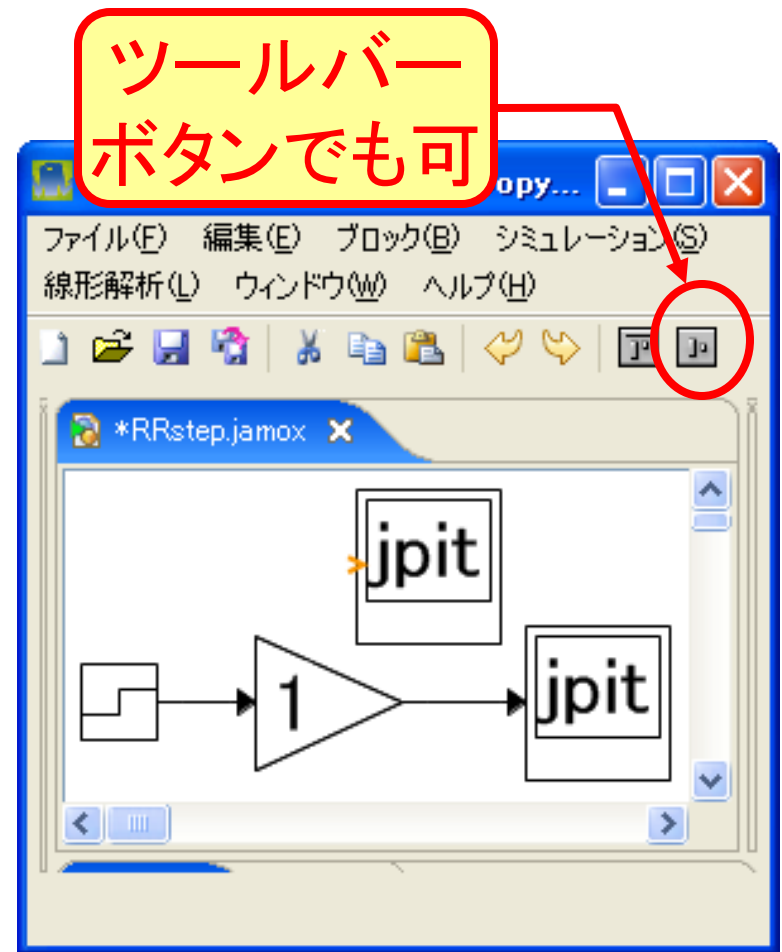 ツールバー
ボタンでも可
opy...
ファイル(F) 編集(E) ブロック(B) シミュレーション(S)
線形解析(L) ウィンドウ(W) ヘルプ(H)
*RRstep.jamox
jpit
1
jpit